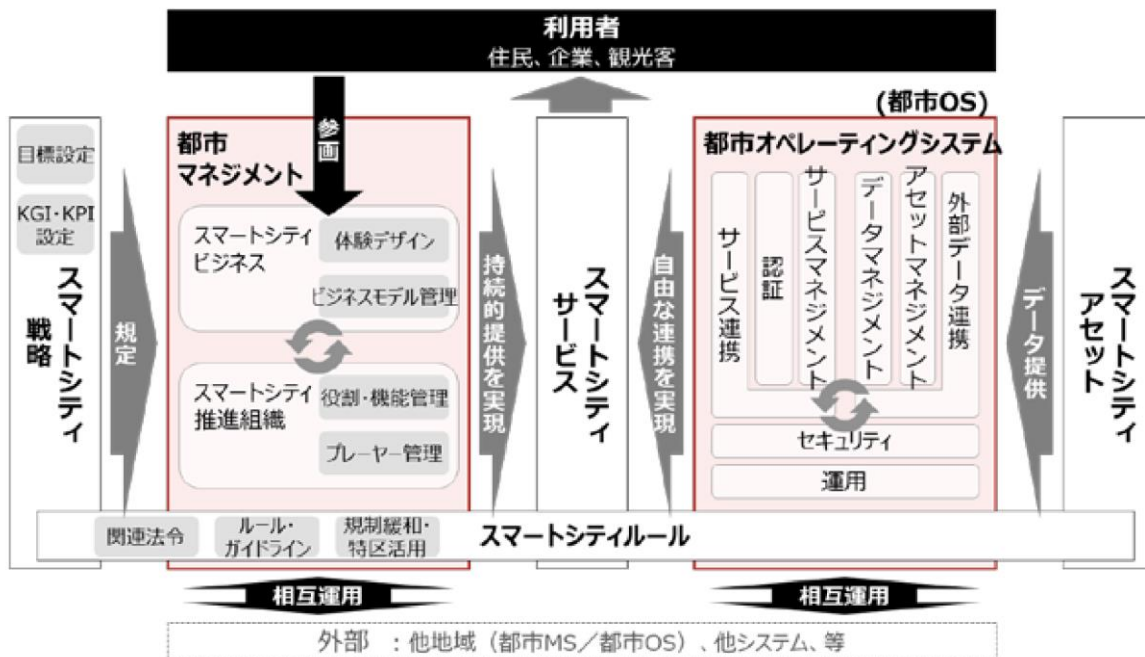 利用者
住民、企業、観光客
(都市OS)
目標設定
KGI・KPI
設定
スマートシティ
戦略
規定
都市
マネジメント
参画
スマートシティ
ビジネス
体験デザイン
ビジネスモデル管理
スマートシティ
推進組織
役割・機能管理
プレーヤー管理
持続的提供を実現
スマートシティ
サービス
自由な連携を実現
都市オペレーティングシステム
サービス連携
認証
サービスマネジメント
データマネジメント
アセットマネジメント
外部データ連携
セキュリティ
運用
データ提供
スマートシティ
アセット
関連法令
ルール・
ガイドライン
規制緩和・
特区活用
スマートシティルール
相互運用
相互運用
外部 ：他地域（都市MS／都市OS）、他システム、等